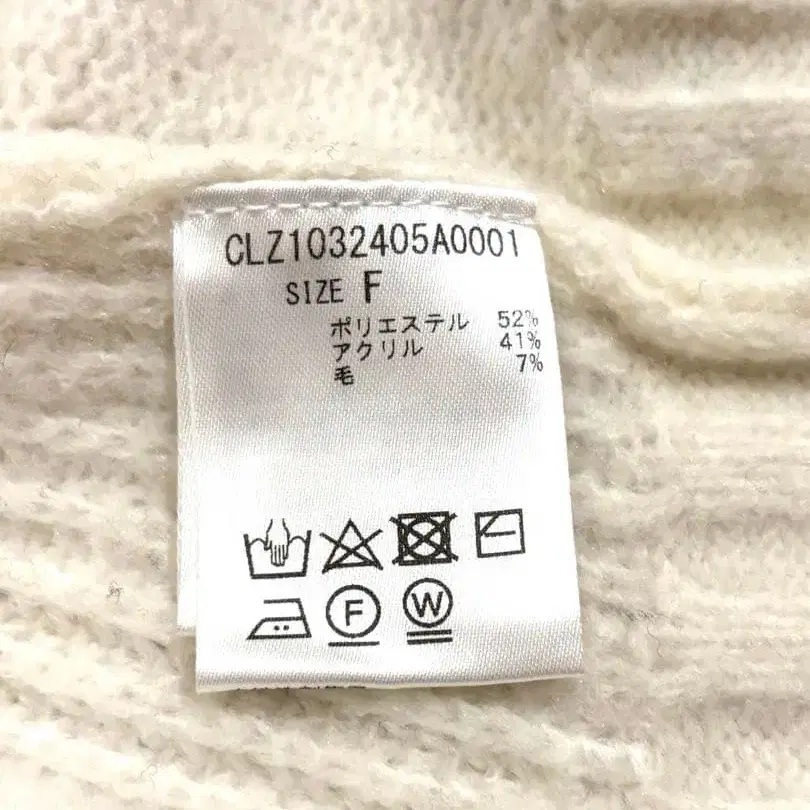 CLZ1032405A0001
SIZE F
ポリエステル 52%
アクリル 41%
毛 7%
F W